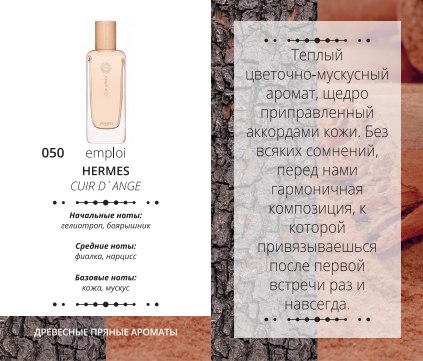 050 emploi
HERMES
CUIR D`ANGE
Начальные ноты:
гелиотроп, боярышник
Средние ноты:
фиалка, нарцисс
Базовые ноты:
кожа, мускус
ДРЕВЕСНЫЕ ПРЯНЫЕ АРОМАТЫ
Теплый
цветочно-мускусный
аромат, щедро
приправленный
аккордами кожи. Без
всяких сомнений,
перед нами
гармоничная
композиция, к
которой
привязываешься
после первой
встречи раз и
навсегда.